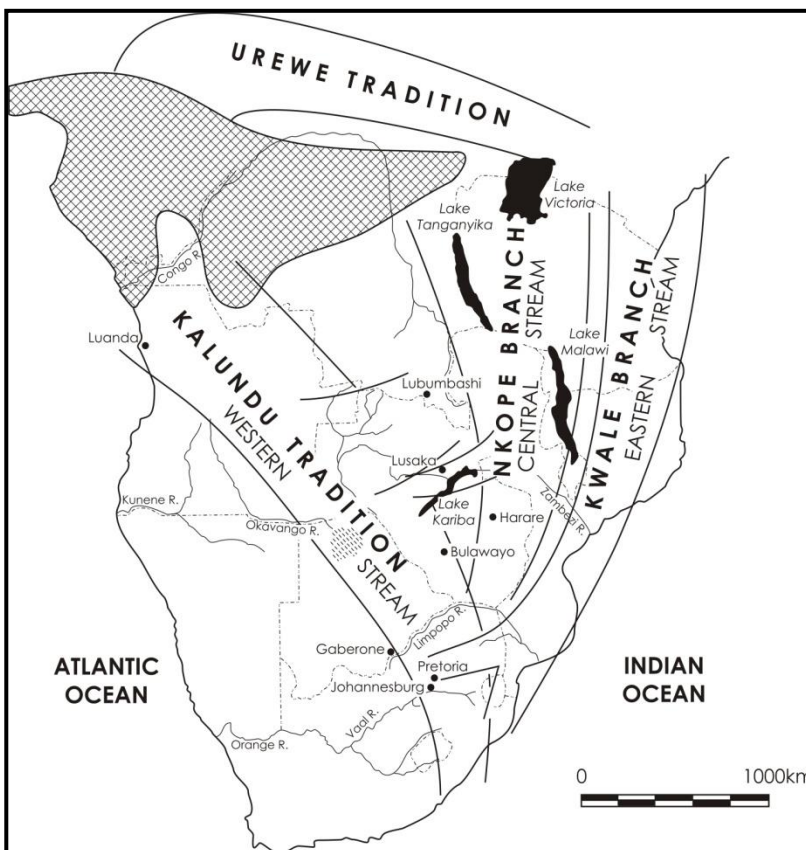 UREWE TRADITION
Lake
Victoria
Lake
Tanganyika
Congo R.
NKOPE BRANCH
CENTRAL STREAM
KWALE BRANCH
EASTERN STREAM
KALUNDU TRADITION
WESTERN STREAM
Luanda
Lake
Malawi
Lubumbashi
Lusaka
Lake
Kariba
Zambezi R.
Kunene R.
Okavango R.
Harare
Bulawayo
Limpopo R.
Gaberone
Pretoria
Johannesburg
ATLANTIC
OCEAN
INDIAN
OCEAN
Vaal R.
Orange R.
0 1000km